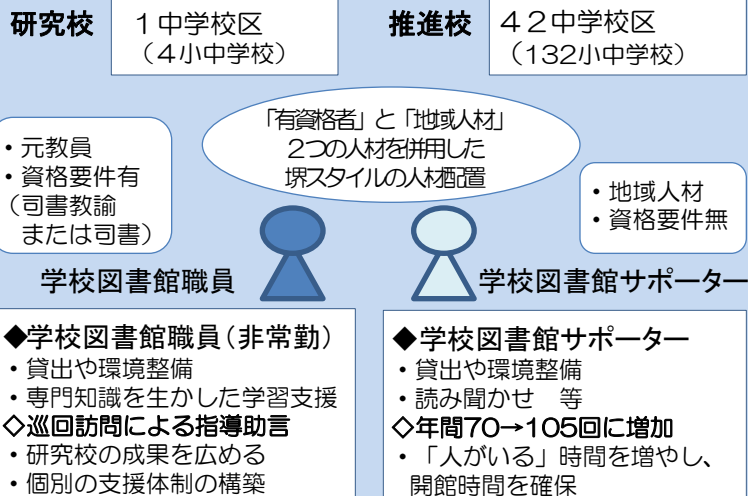 研究校
1中学校区
(4小中学校)
推進校
42中学校区
(132小中学校)
「有資格者」と「地域人材」
2つの人材を併用した
堺スタイルの人材配置
・元教員
・資格要件有
(司書教諭
または司書)
・地域人材
・資格要件無
学校図書館職員
学校図書館サポーター
◆学校図書館職員(非常勤)
・貸出や環境整備
・専門知識を生かした学習支援
◇巡回訪問による指導助言
・研究校の成果を広める
・個別の支援体制の構築
◆学校図書館サポーター
・貸出や環境整備
・読み聞かせ 等
◇年間70→105回に増加
・「人がいる」時間を増やし、
開館時間を確保